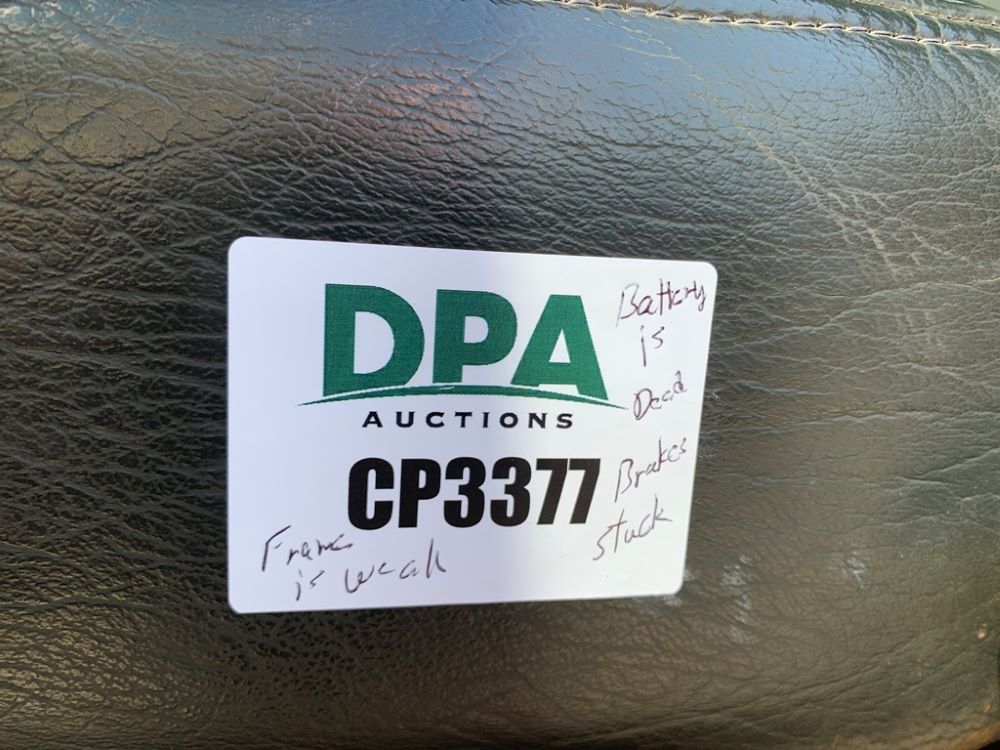 DPA
AUCTIONS
CP3377
Battery
is
Dead
Brakes
stuck
Frame
is weak